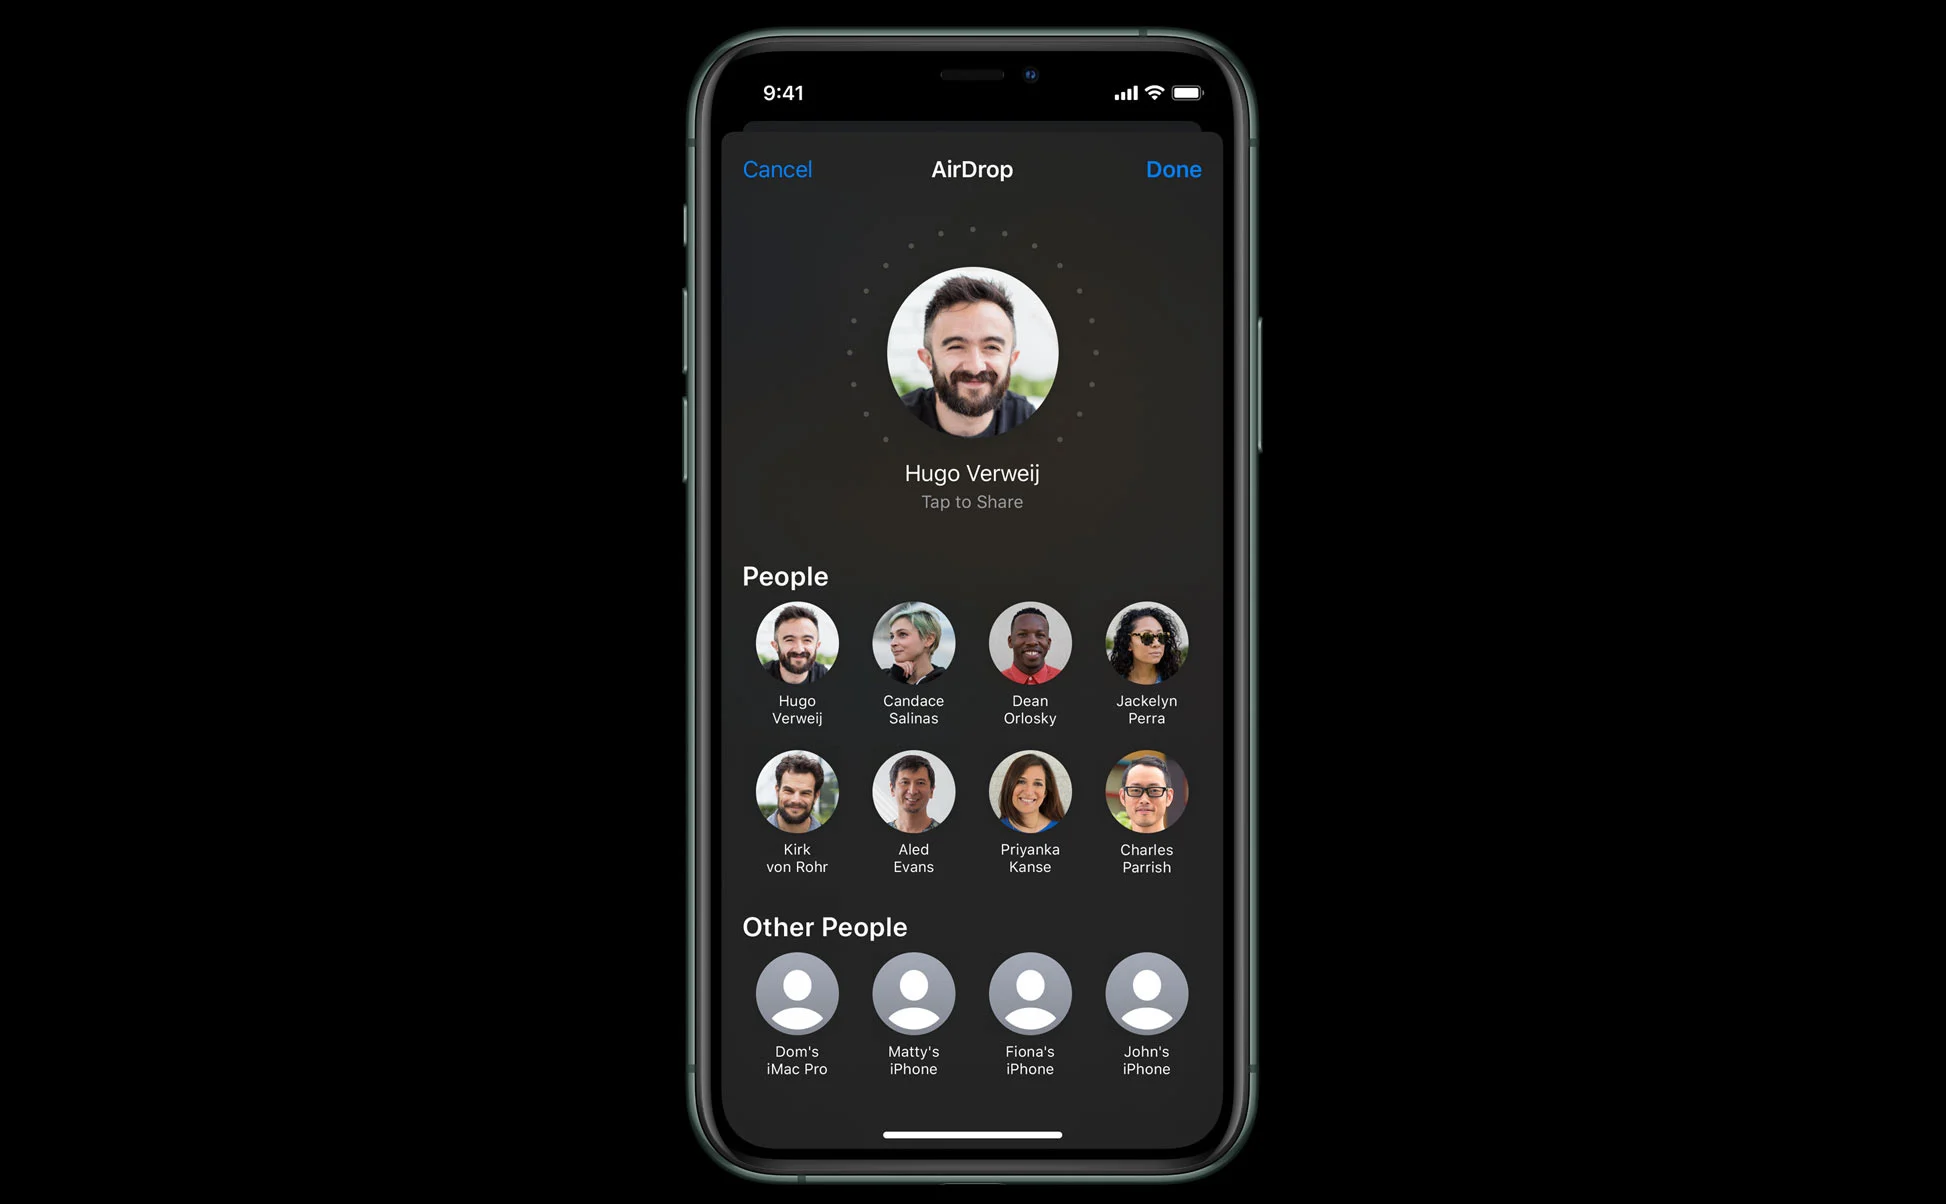 9:41
Cancel
AirDrop
Done
Hugo Verweij
Tap to Share
People
Hugo
Verweij
Candace
Salinas
Dean
Orlosky
Jackelyn
Perra
Kirk
von Rohr
Aled
Evans
Priyanka
Kanse
Charles
Parrish
Other People
Dom's
iMac Pro
Matty's
iPhone
Fiona's
iPhone
John's
iPhone